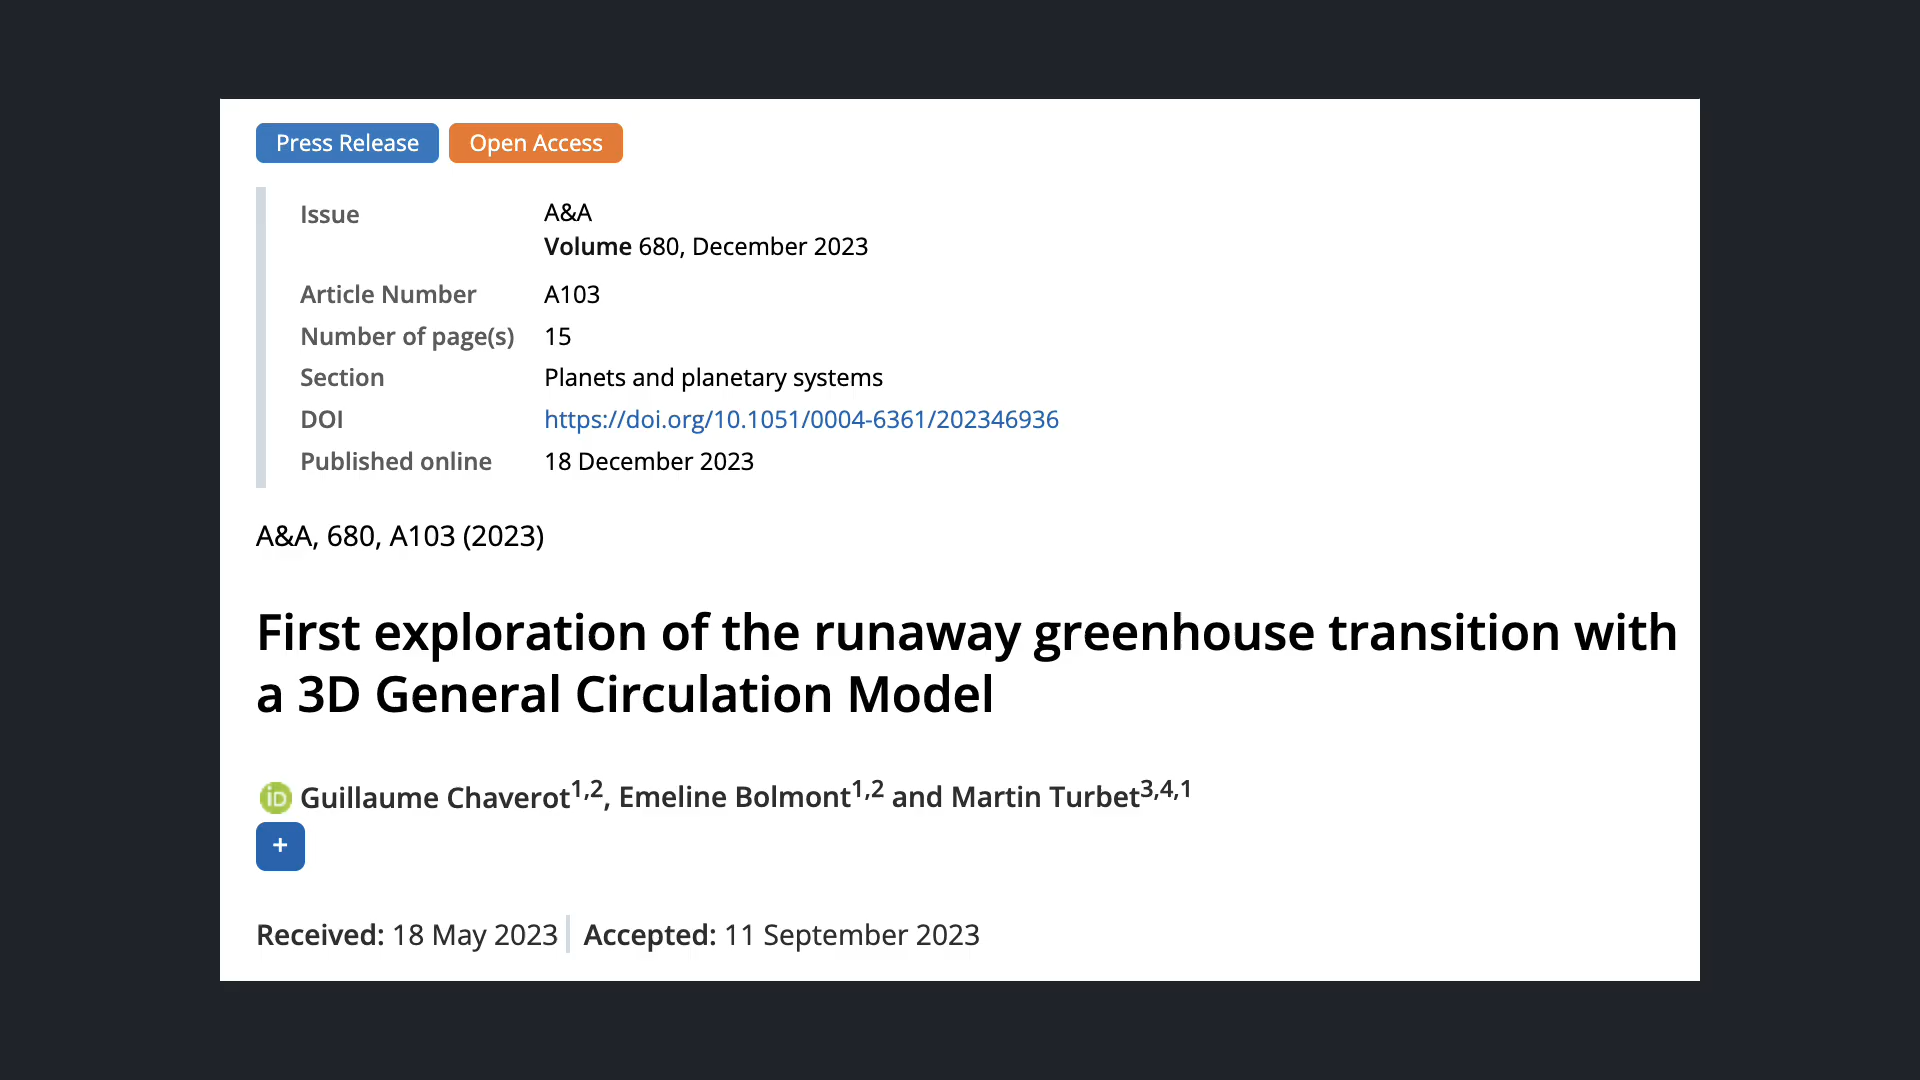 Press Release Open Access
Issue A&A
Volume 680, December 2023
Article Number A103
Number of page(s) 15
Section Planets and planetary systems
DOI https://doi.org/10.1051/0004-6361/202346936
Published online 18 December 2023
A&A, 680, A103 (2023)
First exploration of the runaway greenhouse transition with
a 3D General Circulation Model
iD Guillaume Chaverot1,2, Emeline Bolmont1,2 and Martin Turbet3,4,1
+
Received: 18 May 2023 Accepted: 11 September 2023